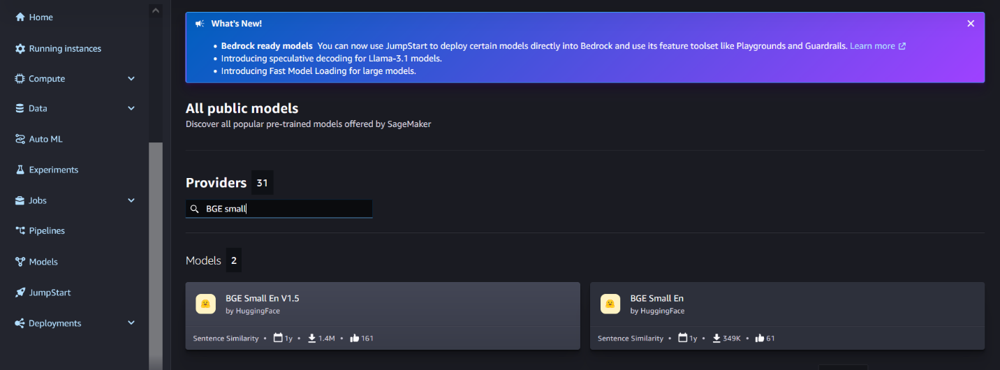 Home
Running instances
Compute
Data
Auto ML
Experiments
Jobs
Pipelines
Models
JumpStart
Deployments
What's New!
Bedrock ready models You can now use JumpStart to deploy certain models directly into Bedrock and use its feature toolset like Playgrounds and Guardrails. Learn more
Introducing speculative decoding for Llama-3.1 models.
Introducing Fast Model Loading for large models.
All public models
Discover all popular pre-trained models offered by SageMaker
Providers 31
BGE small
Models 2
BGE Small En V1.5
by HuggingFace
Sentence Similarity • 1y • 1.4M • 161
BGE Small En
by HuggingFace
Sentence Similarity • 1y • 349K • 61